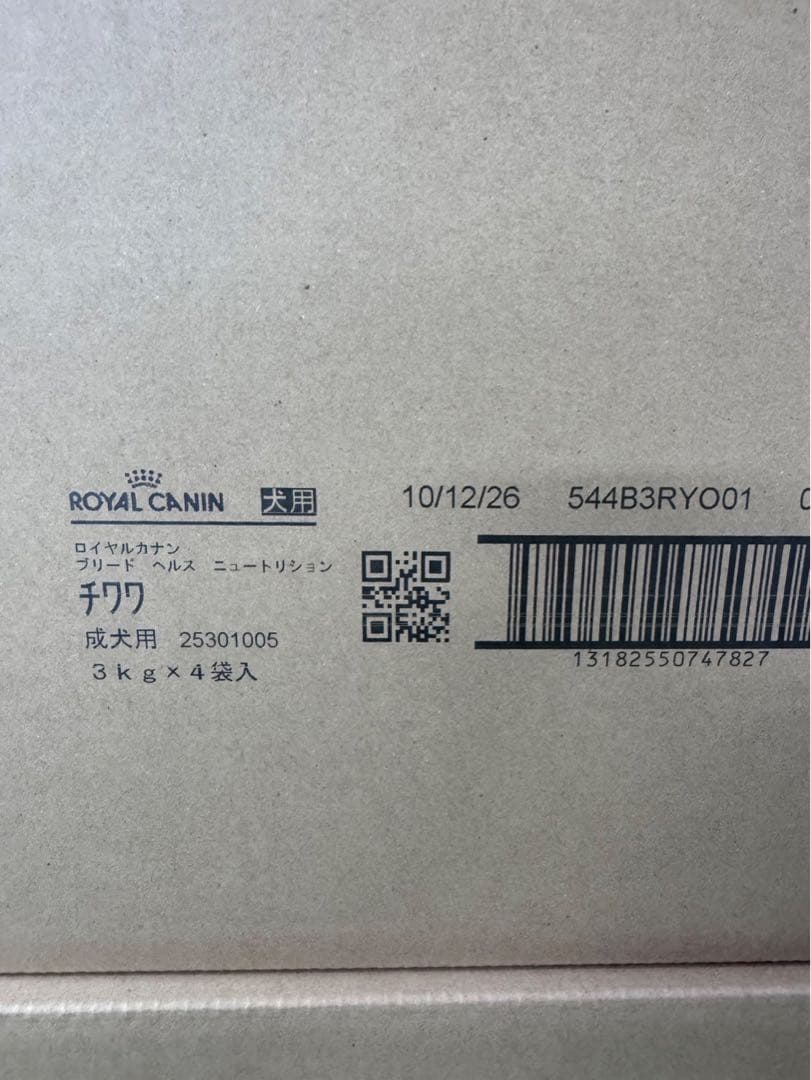 ROYAL CANIN 犬用
ロイヤルカナン
ブリード ヘルス ニュートリション
チワワ
成犬用 25301005
3kg×4袋入
10/12/26 544B3RYO01
13182550747827